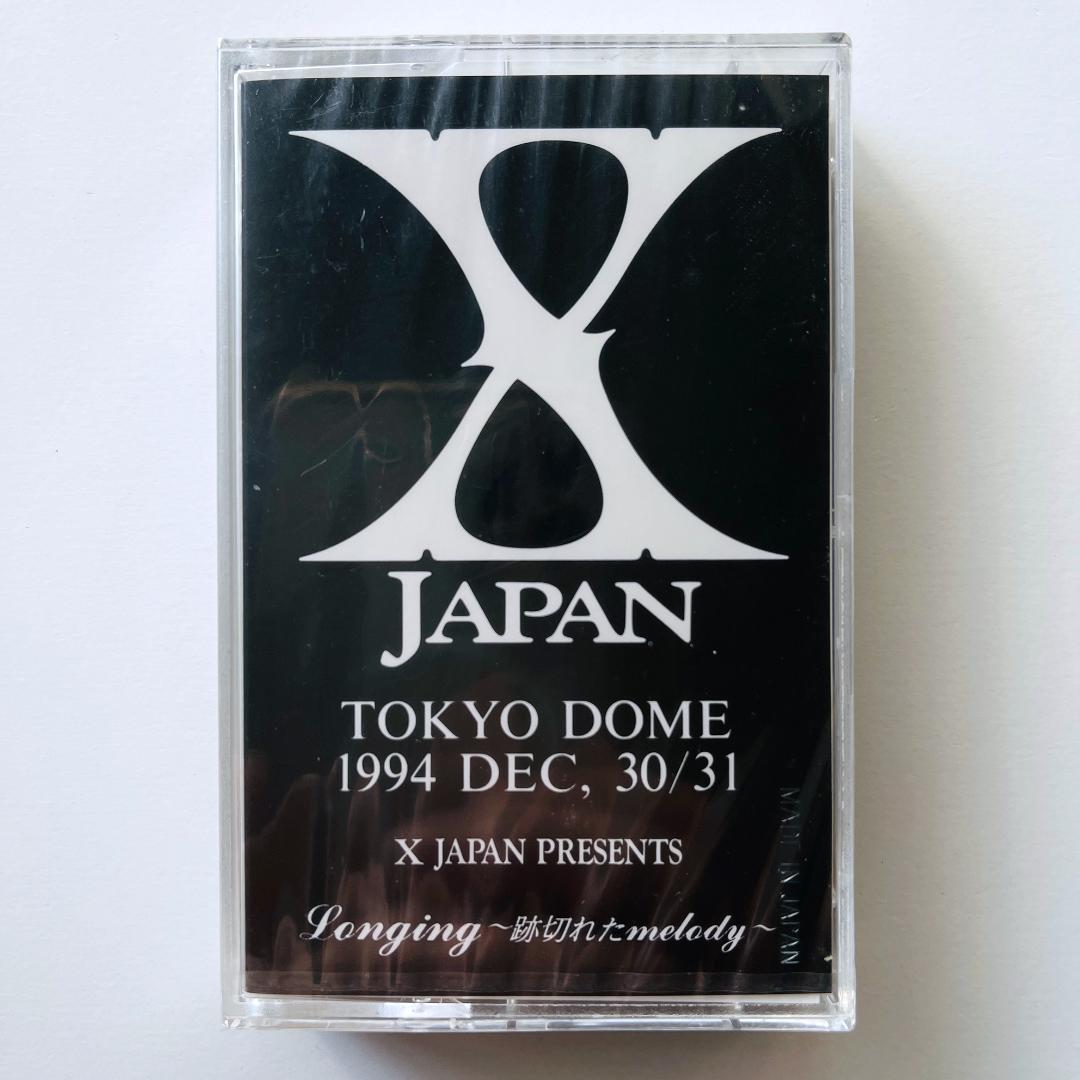 X
JAPAN
TOKYO DOME
1994 DEC, 30/31
X JAPAN PRESENTS
Longing ~跡切れたmelody~
MADE IN JAPAN